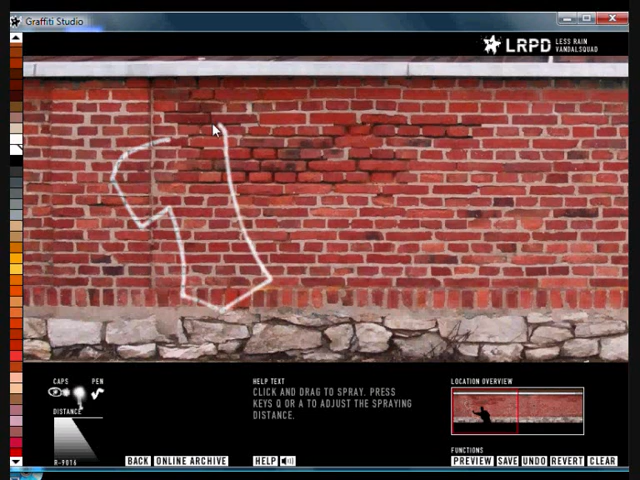 Graffiti Studio
LRPD LESS RAIN
VANDALSQUAD
CAPS
PEN
DISTANCE
R-9016
HELP TEXT
CLICK AND DRAG TO SPRAY. PRESS
KEYS Q OR A TO ADJUST THE SPRAYING
DISTANCE.
LOCATION OVERVIEW
FUNCTIONS
BACK ONLINE ARCHIVE HELP PREVIEW SAVE UNDO REVERT CLEAR